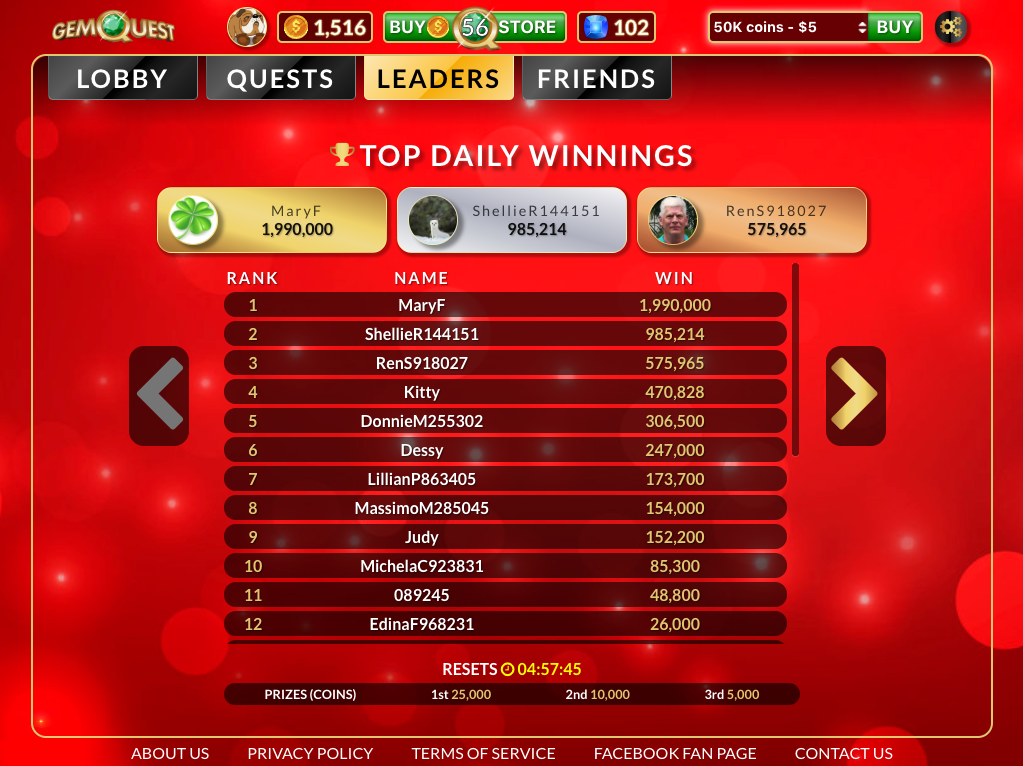 GEMQUEST 1,516 BUY 56 STORE 102 50K coins - $5 BUY
LOBBY QUESTS LEADERS FRIENDS
TOP DAILY WINNINGS
MaryF ShellieR144151 RenS918027
1,990,000 985,214 575,965
RANK NAME WIN
1 MaryF 1,990,000
2 ShellieR144151 985,214
3 RenS918027 575,965
4 Kitty 470,828
5 DonnieM255302 306,500
6 Dessy 247,000
7 LillianP863405 173,700
8 MassimoM285045 154,000
9 Judy 152,200
10 MichelaC923831 85,300
11 089245 48,800
12 EdinaF968231 26,000
RESETS 04:57:45
PRIZES (COINS) 1st 25,000 2nd 10,000 3rd 5,000
ABOUT US PRIVACY POLICY TERMS OF SERVICE FACEBOOK FAN PAGE CONTACT US